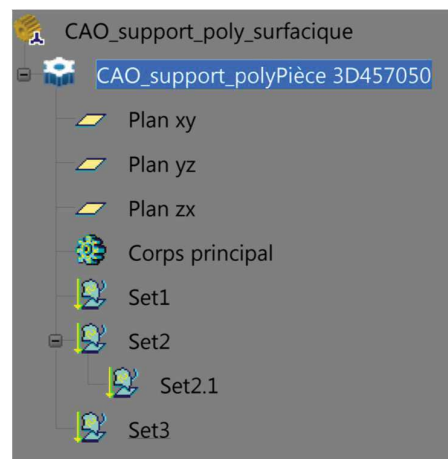 CAO_support_poly_surfacique
CAO_support_polyPièce 3D457050
Plan xy
Plan yz
Plan zx
Corps principal
Set1
Set2
Set2.1
Set3